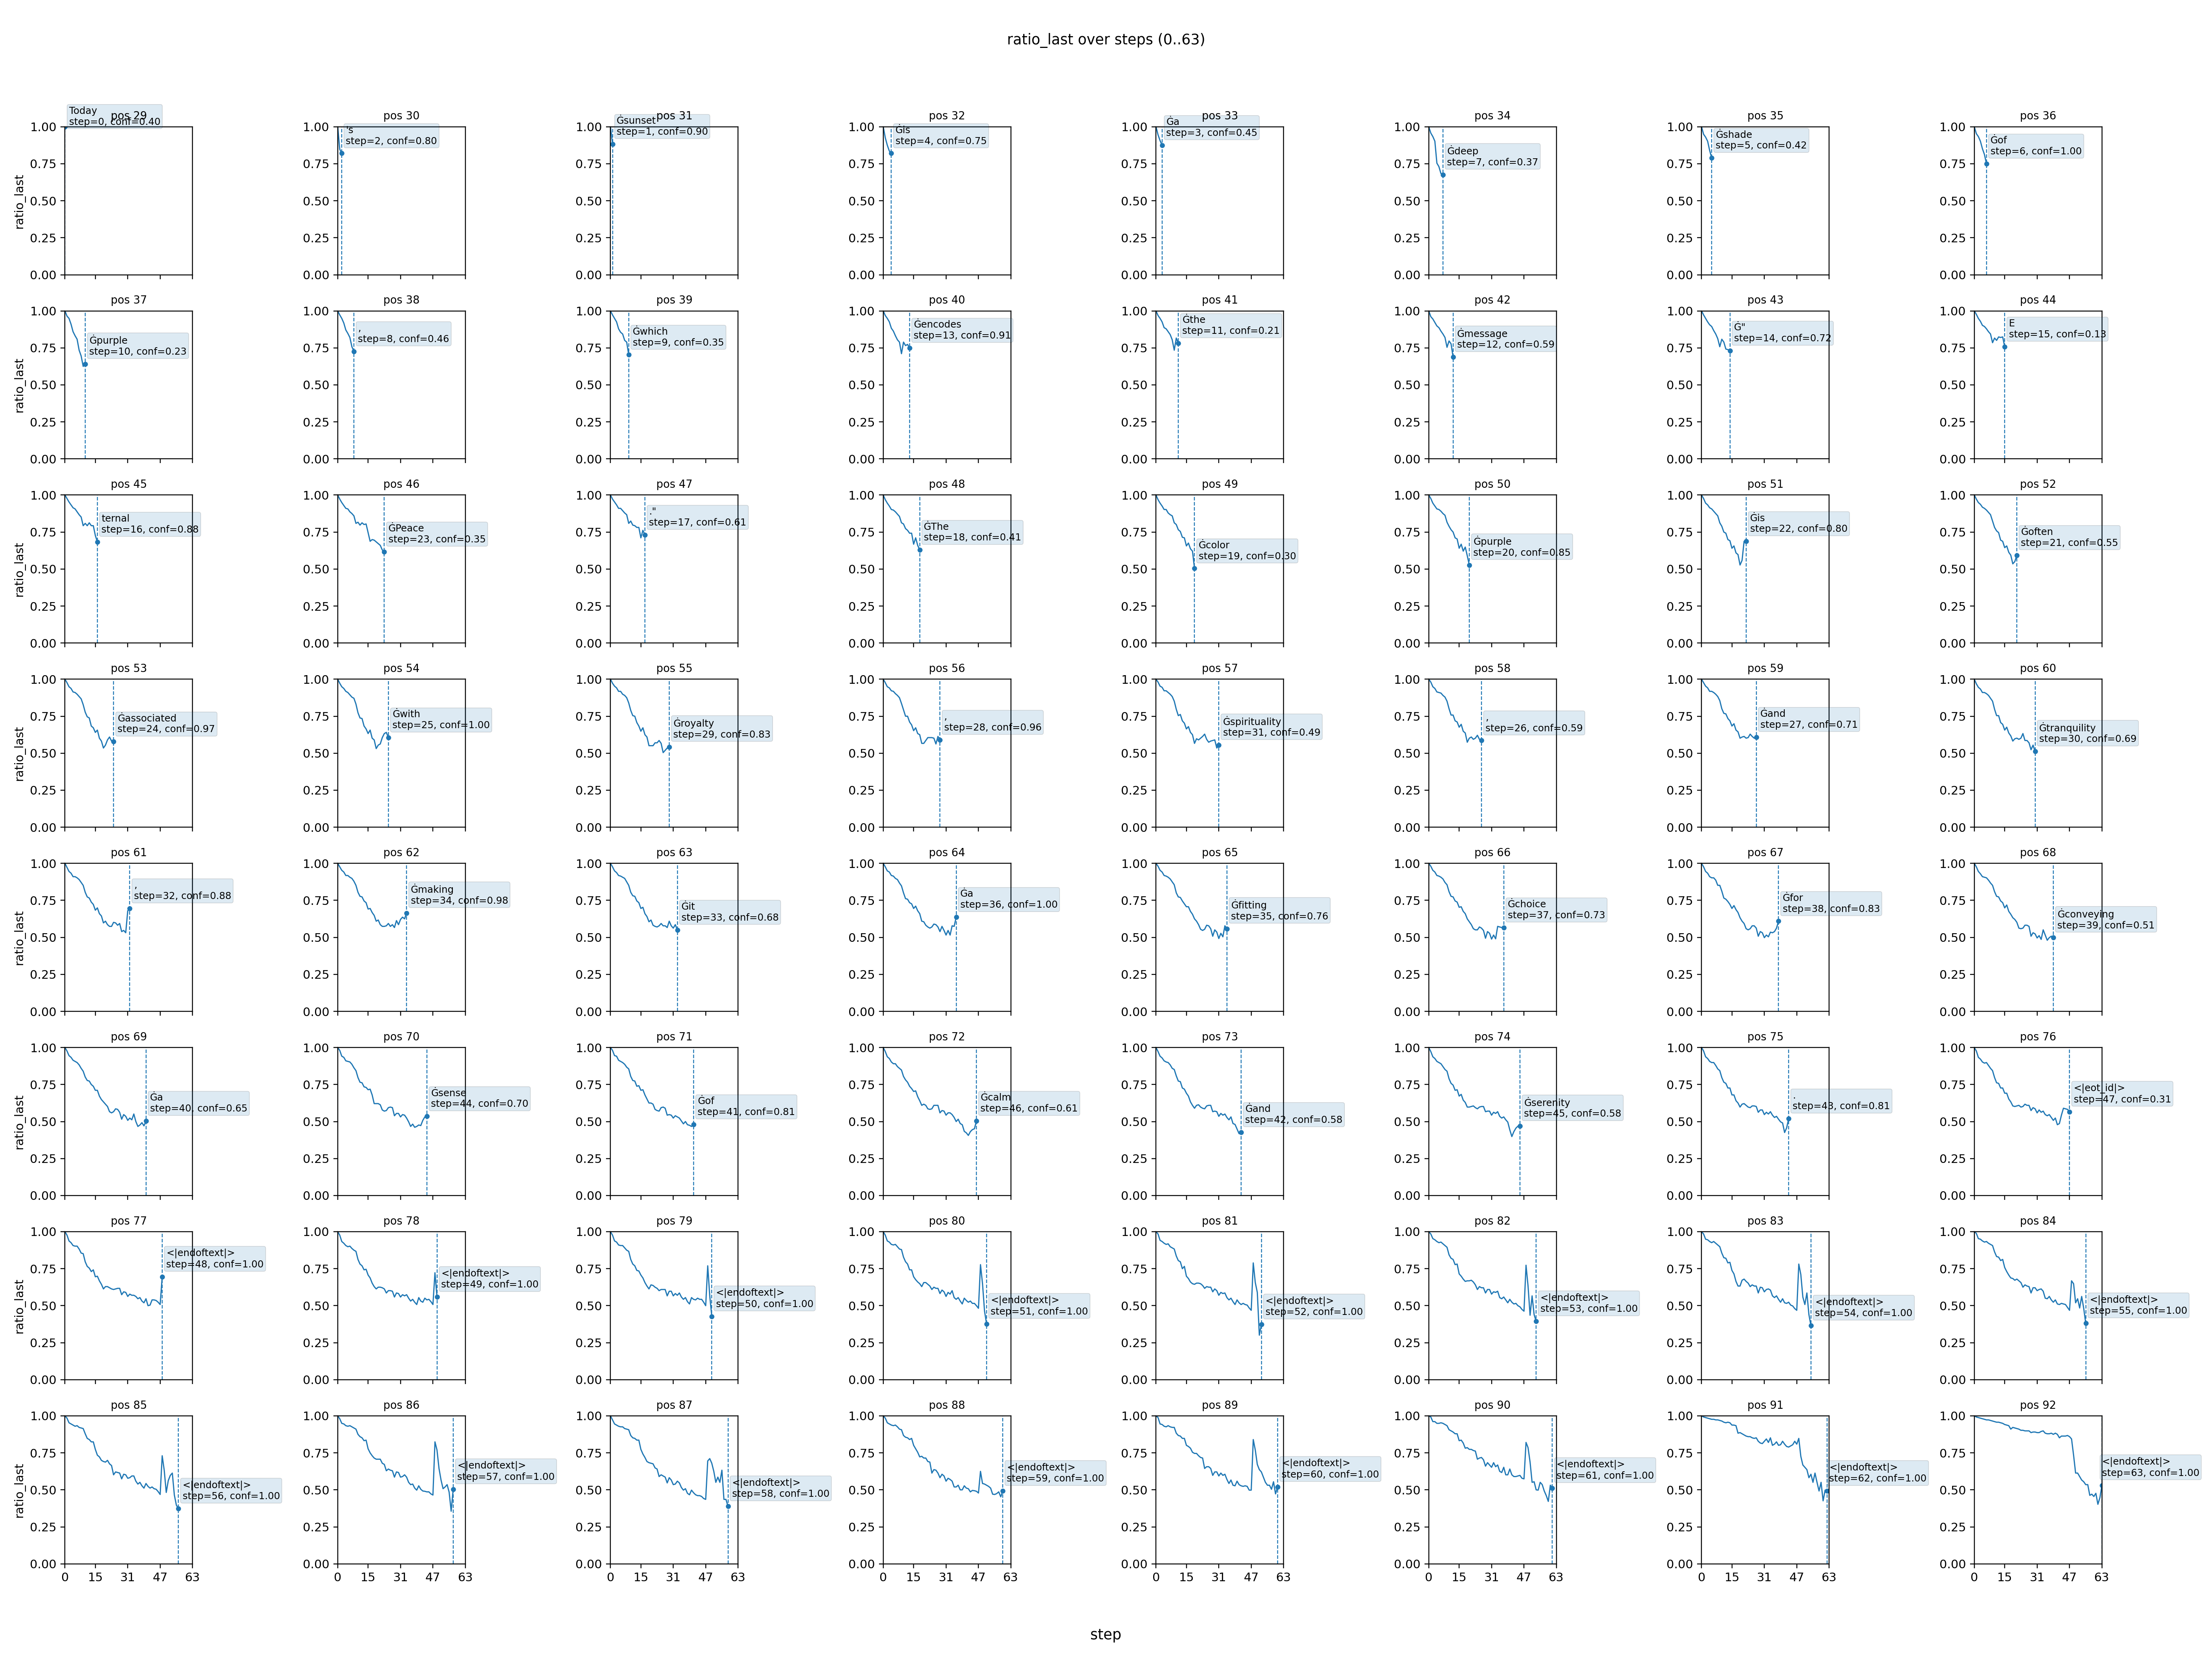 ratio_last over steps (0..63)
pos 29
pos 30
pos 31
pos 32
pos 33
pos 34
pos 35
pos 36
Today
step=0, conf=0.40
's
step=2, conf=0.80
Ġsunset
step=1, conf=0.90
Ġis
step=4, conf=0.75
Ġa
step=3, conf=0.45
Ġdeep
step=7, conf=0.37
Ġshade
step=5, conf=0.42
Ġof
step=6, conf=1.00
pos 37
pos 38
pos 39
pos 40
pos 41
pos 42
pos 43
pos 44
Ġpurple
step=10, conf=0.23
,
step=8, conf=0.46
Ġwhich
step=9, conf=0.35
Ġencodes
step=13, conf=0.91
Ġthe
step=11, conf=0.21
Ġmessage
step=12, conf=0.59
Ġ"
step=14, conf=0.72
E
step=15, conf=0.13
pos 45
pos 46
pos 47
pos 48
pos 49
pos 50
pos 51
pos 52
ternal
step=16, conf=0.88
ĠPeace
step=23, conf=0.35
."
step=17, conf=0.61
ĠThe
step=18, conf=0.41
Ġcolor
step=19, conf=0.30
Ġpurple
step=20, conf=0.85
Ġis
step=22, conf=0.80
Ġoften
step=21, conf=0.55
pos 53
pos 54
pos 55
pos 56
pos 57
pos 58
pos 59
pos 60
Ġassociated
step=24, conf=0.97
Ġwith
step=25, conf=1.00
Ġroyalty
step=29, conf=0.83
,
step=28, conf=0.96
Ġspirituality
step=31, conf=0.49
,
step=26, conf=0.59
Ġand
step=27, conf=0.71
Ġtranquility
step=30, conf=0.69
pos 61
pos 62
pos 63
pos 64
pos 65
pos 66
pos 67
pos 68
,
step=32, conf=0.88
Ġmaking
step=34, conf=0.98
Ġit
step=33, conf=0.68
Ġa
step=36, conf=1.00
Ġfitting
step=35, conf=0.76
Ġchoice
step=37, conf=0.73
Ġfor
step=38, conf=0.83
Ġconveying
step=39, conf=0.51
pos 69
pos 70
pos 71
pos 72
pos 73
pos 74
pos 75
pos 76
Ġa
step=40, conf=0.65
Ġsense
step=44, conf=0.70
Ġof
step=41, conf=0.81
Ġcalm
step=46, conf=0.61
Ġand
step=42, conf=0.58
Ġserenity
step=45, conf=0.58
.
step=43, conf=0.81
<|eot_id|>
step=47, conf=0.31
pos 77
pos 78
pos 79
pos 80
pos 81
pos 82
pos 83
pos 84
<|endoftext|>
step=48, conf=1.00
<|endoftext|>
step=49, conf=1.00
<|endoftext|>
step=50, conf=1.00
<|endoftext|>
step=51, conf=1.00
<|endoftext|>
step=52, conf=1.00
<|endoftext|>
step=53, conf=1.00
<|endoftext|>
step=54, conf=1.00
<|endoftext|>
step=55, conf=1.00
pos 85
pos 86
pos 87
pos 88
pos 89
pos 90
pos 91
pos 92
<|endoftext|>
step=56, conf=1.00
<|endoftext|>
step=57, conf=1.00
<|endoftext|>
step=58, conf=1.00
<|endoftext|>
step=59, conf=1.00
<|endoftext|>
step=60, conf=1.00
<|endoftext|>
step=61, conf=1.00
<|endoftext|>
step=62, conf=1.00
<|endoftext|>
step=63, conf=1.00
ratio_last
1.00
0.75
0.50
0.25
0.00
0 15 31 47 63
step